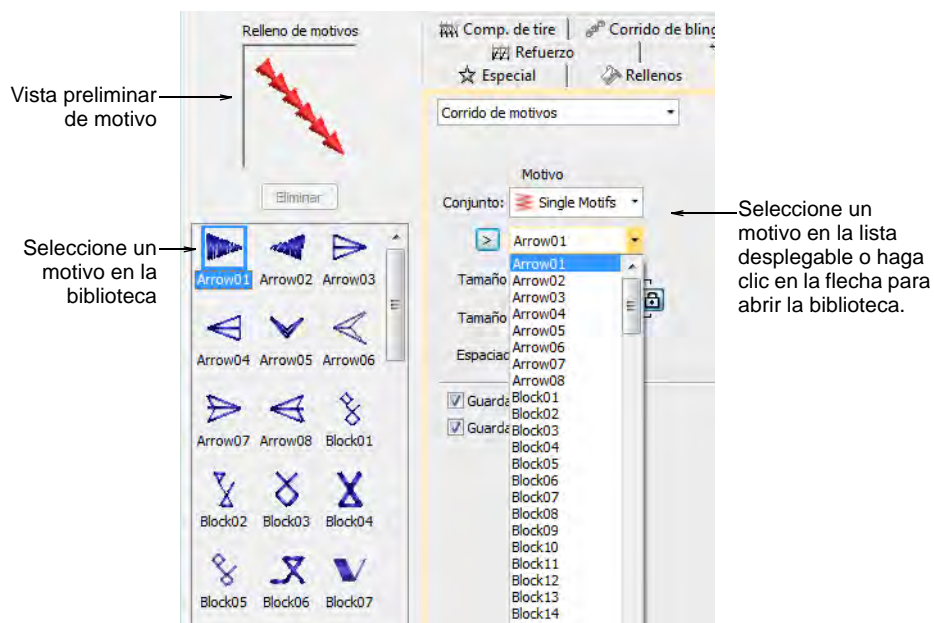 Relleno de motivos
Vista preliminar
de motivo
Eliminar
Seleccione un
motivo en la
biblioteca
Arrow01 Arrow02 Arrow03
Arrow04 Arrow05 Arrow06
Arrow07 Arrow08 Block01
Block02 Block03 Block04
Block05 Block06 Block07
Comp. de tire Corrido de bling
Refuerzo
Especial Rellenos
Corrido de motivos
Motivo
Conjunto: Single Motifs
> Arrow01
Arrow01
Tamaño Arrow02
Arrow03
Tamaño Arrow04
Arrow05
Espaciad Arrow06
Arrow07
Arrow08
Guarda Block01
Block02
Guarda Block03
Block04
Block05
Block06
Block07
Block08
Block09
Block10
Block11
Block12
Block13
Block14
Seleccione un
motivo en la lista
desplegable o haga
clic en la flecha para
abrir la biblioteca.